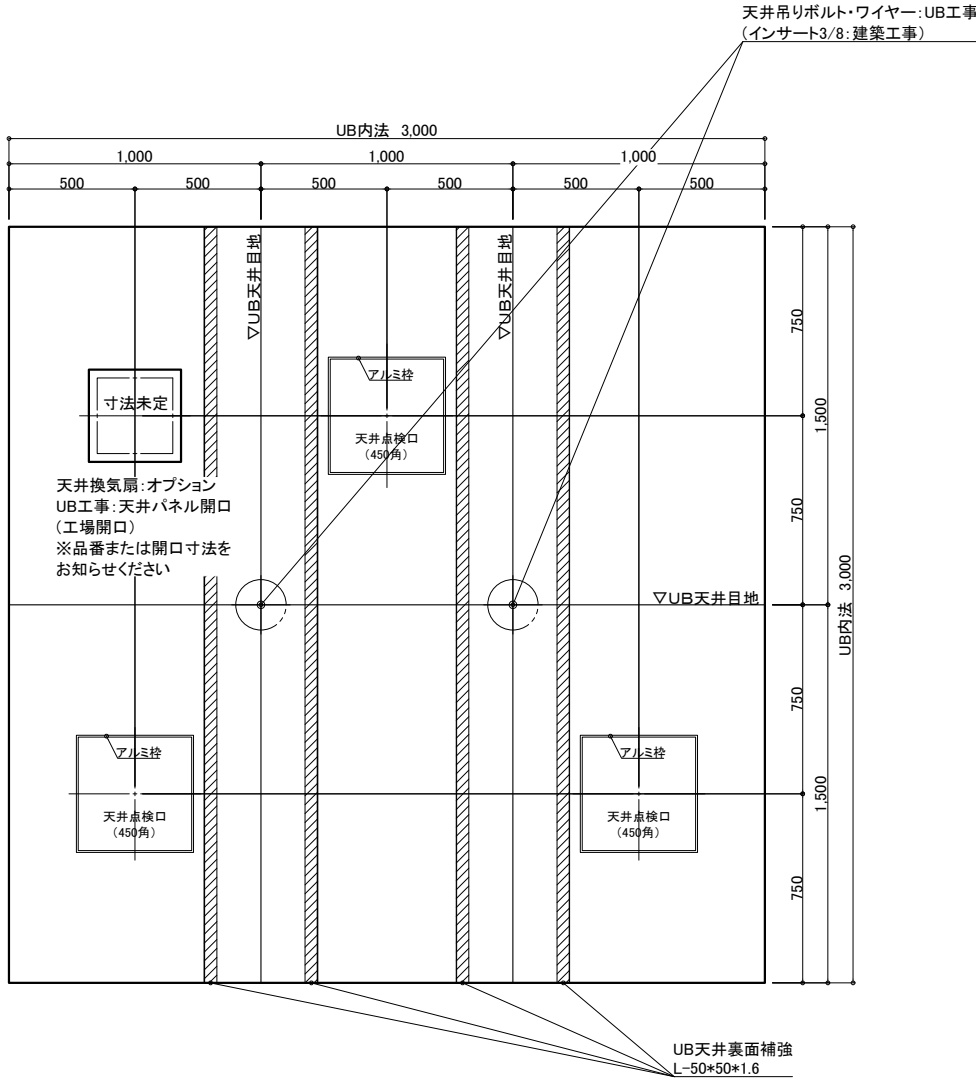 天井吊りボルト・ワイヤー:UB工事
(インサート3/8:建築工事)
UB内法 3,000
1,000
1,000
1,000
500
500
500
500
500
500
▽UB天井目地
▽UB天井目地
750
アルミ枠
寸法未定
1,500
天井点検口
(450角)
天井換気扇:オプション
UB工事:天井パネル開口
(工場開口)
※品番または開口寸法を
お知らせください
750
▽UB天井目地
UB内法 3,000
750
アルミ枠
アルミ枠
1,500
天井点検口
(450角)
天井点検口
(450角)
750
UB天井裏面補強
L-50*50*1.6